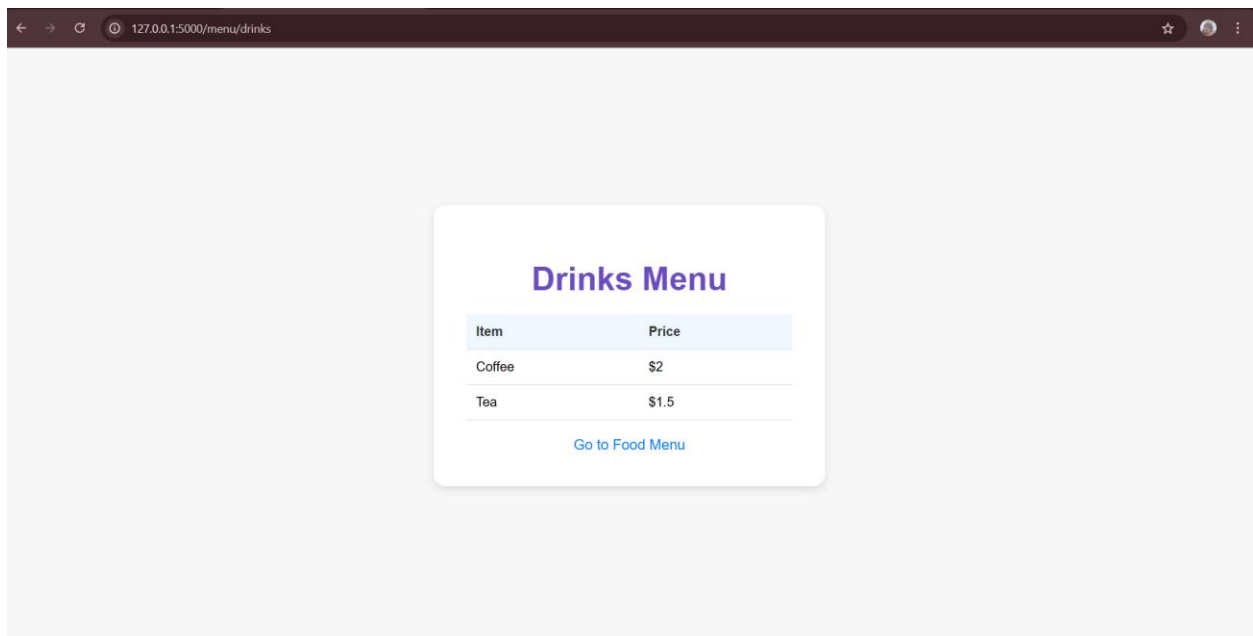 127.0.0.1:5000/menu/drinks
Drinks Menu
Item Price
Coffee $2
Tea $1.5
Go to Food Menu